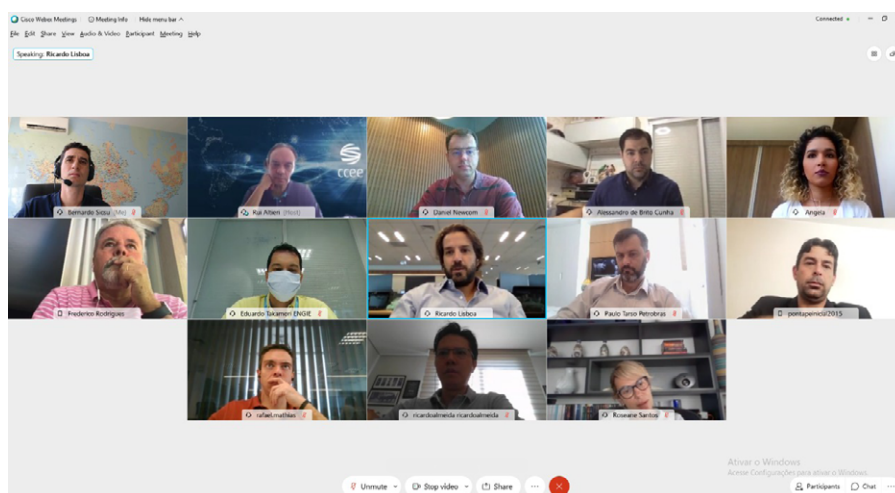 Cisco Webex Meetings Meeting Info Hide menu bar
Connected
File Edit Share View Audio & Video Participant Meeting Help
Speaking: Ricardo Lisboa
ccee
Bernardo Sicsu (Me)
Rui Altieri (Host)
Daniel Newcom
Alessandro de Brito Cunha
Angela
Frederico Rodrigues
Eduardo Takamori ENGIE
Ricardo Lisboa
Paulo Tarso Petrobras
pontapeinicial2015
rafael.mathias
ricardoalmeida ricardoalmeida
Roseane Santos
Ativar o Windows
Acesse Configurações para ativar o Windows.
Unmute Stop video Share
Participants Chat